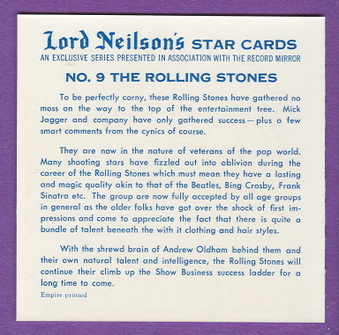 Lord Neilson's STAR CARDS
AN EXCLUSIVE SERIES PRESENTED IN ASSOCIATION WITH THE RECORD MIRROR
NO. 9 THE ROLLING STONES
To be perfectly corny, these Rolling Stones have gathered no
moss on the way to the top of the entertainment tree. Mick
Jagger and company have only gathered success — plus a few
smart comments from the cynics of course.
They are now in the nature of veterans of the pop world.
Many shooting stars have fizzled out into oblivion during the
career of the Rolling Stones which must mean they have a lasting
and magic quality akin to that of the Beatles, Bing Crosby, Frank
Sinatra etc. The group are now fully accepted by all age groups
in general as the older folks have got over the shock of first im-
pressions and come to appreciate the fact that there is quite a
bundle of talent beneath the with it clothing and hair styles.
With the shrewd brain of Andrew Oldham behind them and
their own natural talent and intelligence, the Rolling Stones will
continue their climb up the Show Business success ladder for a
long time to come.
Empire printed